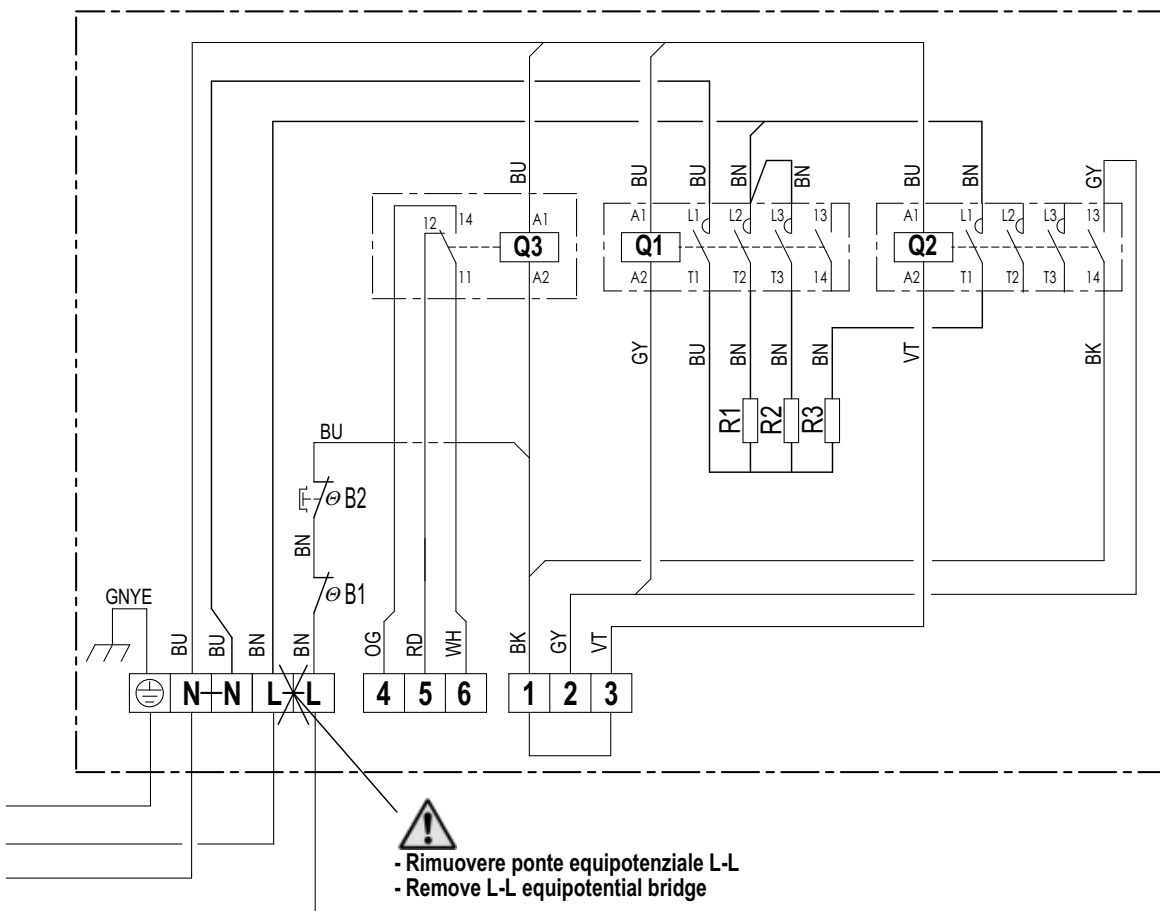 BU
BU
BU
BN
BN
BU
BN
GY
12
14
11
A1
Q3
A2
A1
L1
L2
L3
13
Q1
A2
T1
T2
T3
14
A1
L1
L2
L3
13
Q2
A2
T1
T2
T3
14
GY
BU
BN
BN
BN
VT
BK
R1
R2
R3
BU
Θ B2
BN
Θ B1
GNYE
BU
BU
BN
BN
OG
RD
WH
BK
GY
VT
N N L L
4 5 6
1 2 3
- Rimuovere ponte equipotenziale L-L
- Remove L-L equipotential bridge